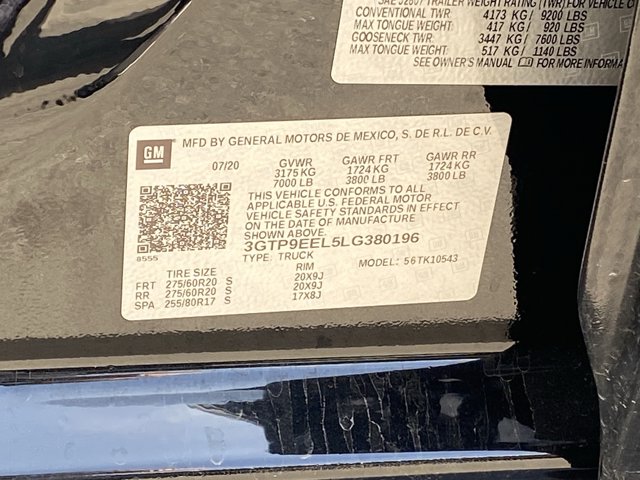 SAE J2807 TRAILER WEIGHT RATING (TWR) FOR VEHICLE
CONVENTIONAL TWR: 4173 KG/ 9200 LBS
MAX TONGUE WEIGHT: 417 KG/ 920 LBS
GOOSENECK TWR: 3447 KG/ 7600 LBS
MAX TONGUE WEIGHT: 517 KG/ 1140 LBS
SEE OWNER'S MANUAL FOR MORE INFORMA
MFD BY GENERAL MOTORS DE MEXICO, S. DE R.L. DE C.V.
GM
07/20 GVWR GAWR FRT GAWR RR
3175 KG 1724 KG 1724 KG
7000 LB 3800 LB 3800 LB
THIS VEHICLE CONFORMS TO ALL
APPLICABLE U.S. FEDERAL MOTOR
VEHICLE SAFETY STANDARDS IN EFFECT
ON THE DATE OF MANUFACTURE
SHOWN ABOVE.
3GTP9EEL5LG380196
8555
TYPE: TRUCK MODEL: 56TK10543
TIRE SIZE RIM
FRT 275/60R20 S 20X9J
RR 275/60R20 S 20X9J
SPA 255/80R17 S 17X8J